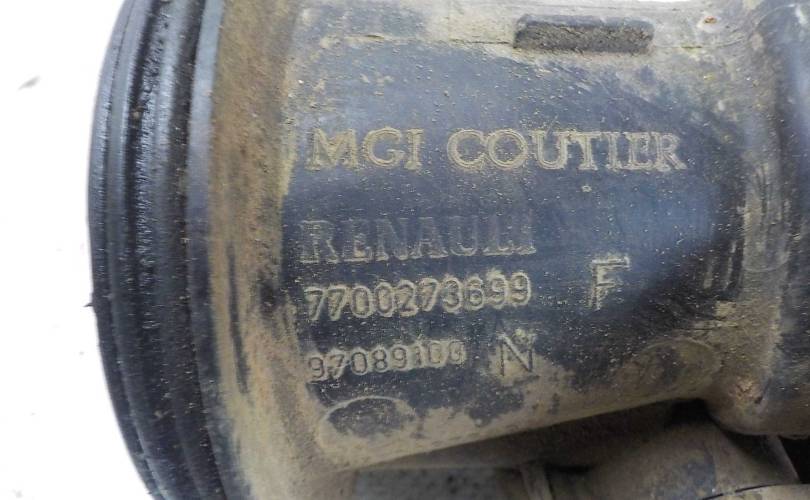 MGI COUTIER
RENAULT
7700273699 F
97089100 N